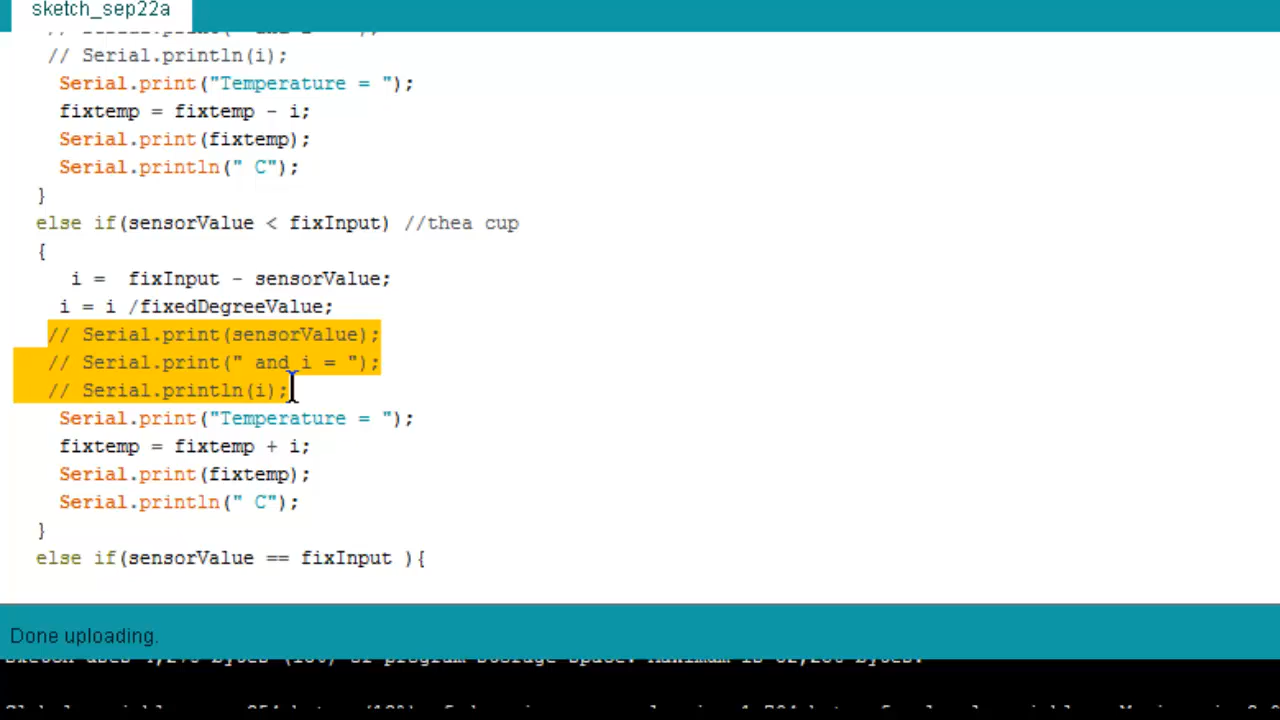 sketch_sep22a
// Serial.println(i);
Serial.print("Temperature = ");
fixtemp = fixtemp - i;
Serial.print(fixtemp);
Serial.println(" C");
}
else if(sensorValue < fixInput) //thea cup
{
i =  fixInput - sensorValue;
i = i /fixedDegreeValue;
// Serial.print(sensorValue);
// Serial.print(" and i = ");
// Serial.println(i);
Serial.print("Temperature = ");
fixtemp = fixtemp + i;
Serial.print(fixtemp);
Serial.println(" C");
}
else if(sensorValue == fixInput ){
Done uploading.